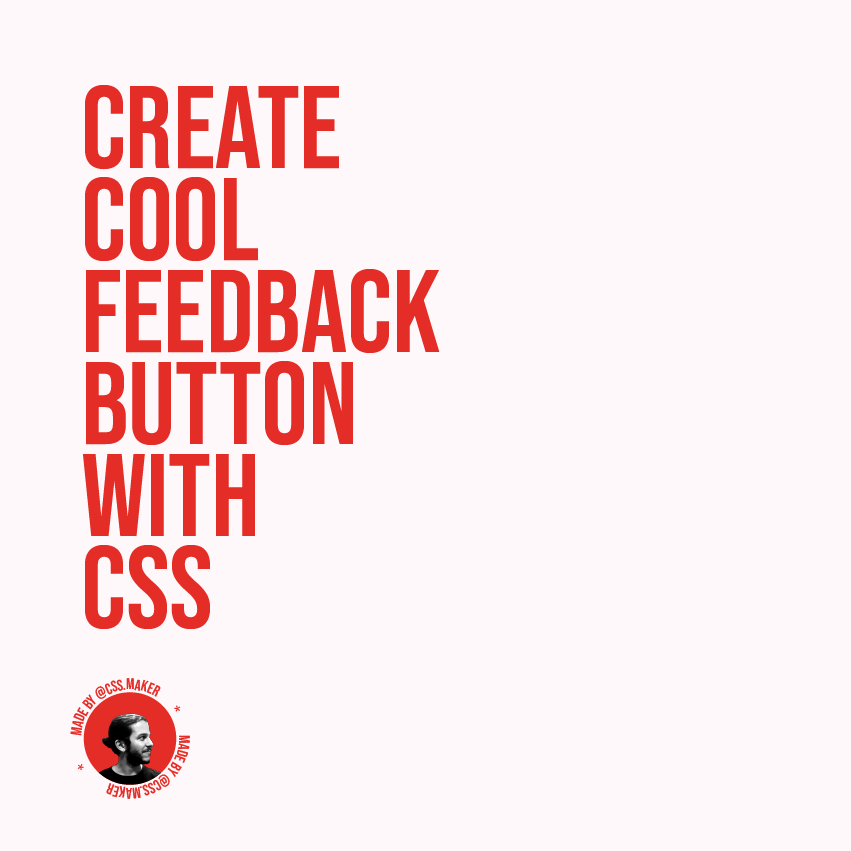 CREATE
COOL
FEEDBACK
BUTTON
WITH
CSS
MADE BY @CSS.MAKER
*
MADE BY @CSS.MAKER
*